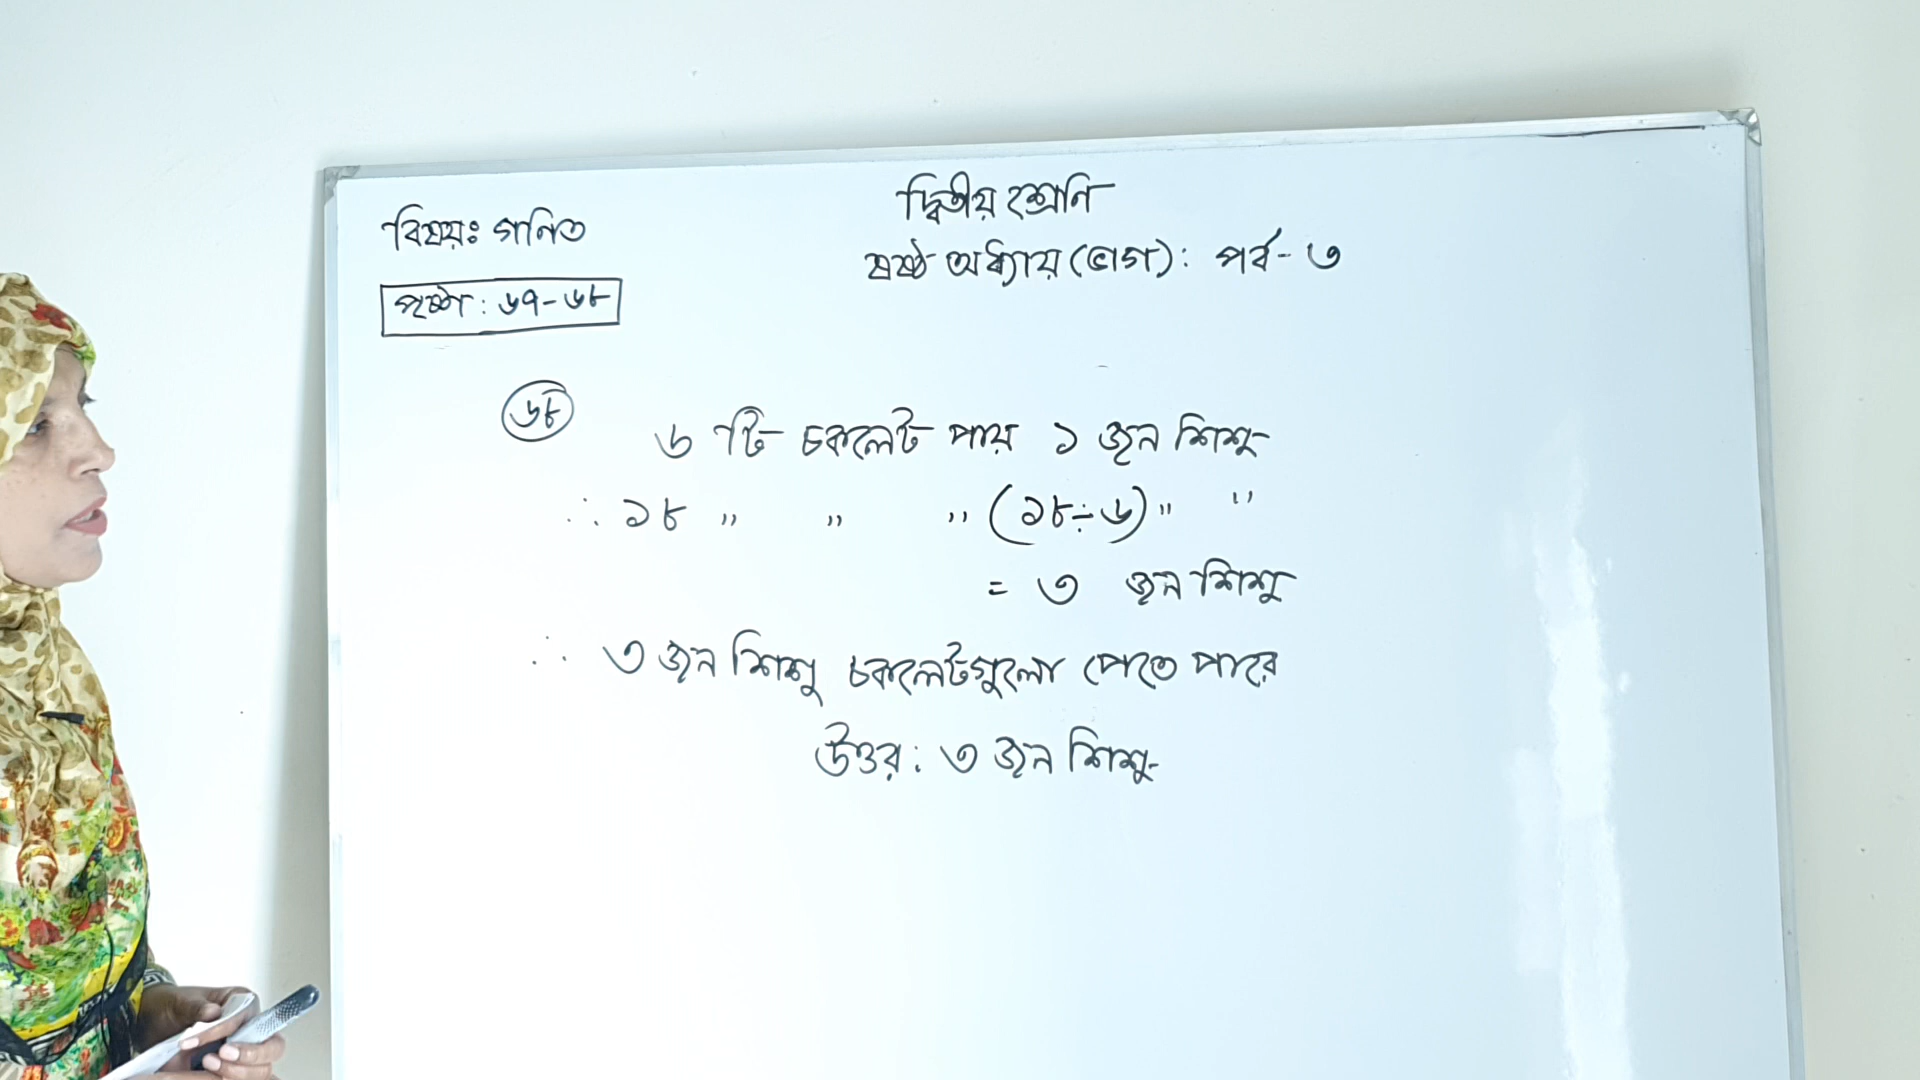 দ্বিতীয় শ্রেণি
বিষয়ঃ গনিত
ষষ্ঠ অধ্যায় (ভাগ): পর্ব- ৩
পৃষ্ঠা : ৬৭-৬৮
৬৮
৬ টি চকলেট পায় ১ জন শিশু
∴ ১৮ " " " (১৮÷৬) " "
= ৩ জন শিশু
∴ ৩ জন শিশু চকলেটগুলো পেতে পারে
উত্তর: ৩ জন শিশু